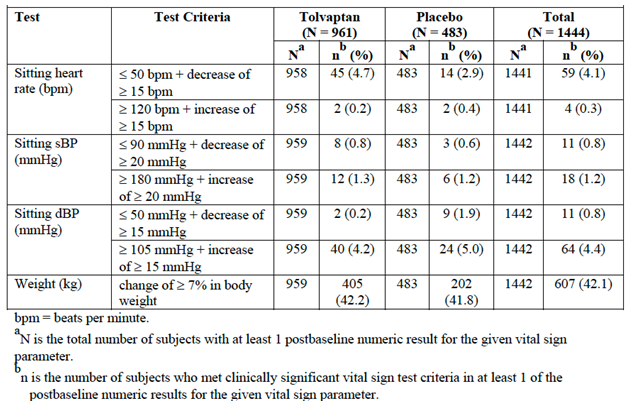 Test Test Criteria Tolvaptan (N = 961) Placebo (N = 483) Total (N = 1444)
N^a n^b (%) N^a n^b (%) N^a n^b (%)
Sitting heart rate (bpm) ≤ 50 bpm + decrease of ≥ 15 bpm 958 45 (4.7) 483 14 (2.9) 1441 59 (4.1)
≥ 120 bpm + increase of ≥ 15 bpm 958 2 (0.2) 483 2 (0.4) 1441 4 (0.3)
Sitting sBP (mmHg) ≤ 90 mmHg + decrease of ≥ 20 mmHg 959 8 (0.8) 483 3 (0.6) 1442 11 (0.8)
≥ 180 mmHg + increase of ≥ 20 mmHg 959 12 (1.3) 483 6 (1.2) 1442 18 (1.2)
Sitting dBP (mmHg) ≤ 50 mmHg + decrease of ≥ 15 mmHg 959 2 (0.2) 483 9 (1.9) 1442 11 (0.8)
≥ 105 mmHg + increase of ≥ 15 mmHg 959 40 (4.2) 483 24 (5.0) 1442 64 (4.4)
Weight (kg) change of ≥ 7% in body weight 959 405 (42.2) 483 202 (41.8) 1442 607 (42.1)
bpm = beats per minute.
^aN is the total number of subjects with at least 1 postbaseline numeric result for the given vital sign
parameter.
^bn is the number of subjects who met clinically significant vital sign test criteria in at least 1 of the
postbaseline numeric results for the given vital sign parameter.